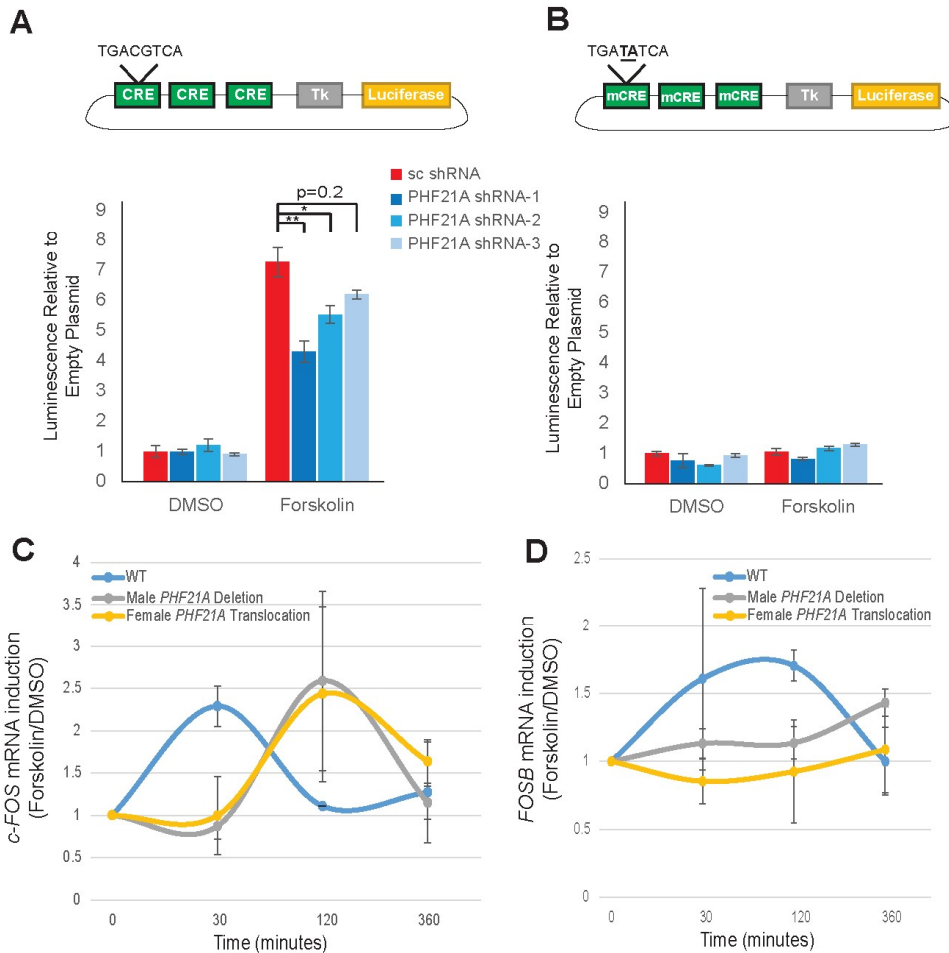 A
TGACGTCA
CRE CRE CRE Tk Luciferase
sc shRNA
PHF21A shRNA-1
PHF21A shRNA-2
PHF21A shRNA-3
p=0.2
*
**
Luminescence Relative to
Empty Plasmid
9
8
7
6
5
4
3
2
1
0
DMSO Forskolin
B
TGATATCA
mCRE mCRE mCRE Tk Luciferase
Luminescence Relative to
Empty Plasmid
9
8
7
6
5
4
3
2
1
0
DMSO Forskolin
C
WT
Male PHF21A Deletion
Female PHF21A Translocation
c-FOS mRNA induction
(Forskolin/DMSO)
4
3.5
3
2.5
2
1.5
1
0.5
0
0 30 120 360
Time (minutes)
D
WT
Male PHF21A Deletion
Female PHF21A Translocation
FOSB mRNA induction
(Forskolin/DMSO)
2.5
2
1.5
1
0.5
0
0 30 120 360
Time (minutes)